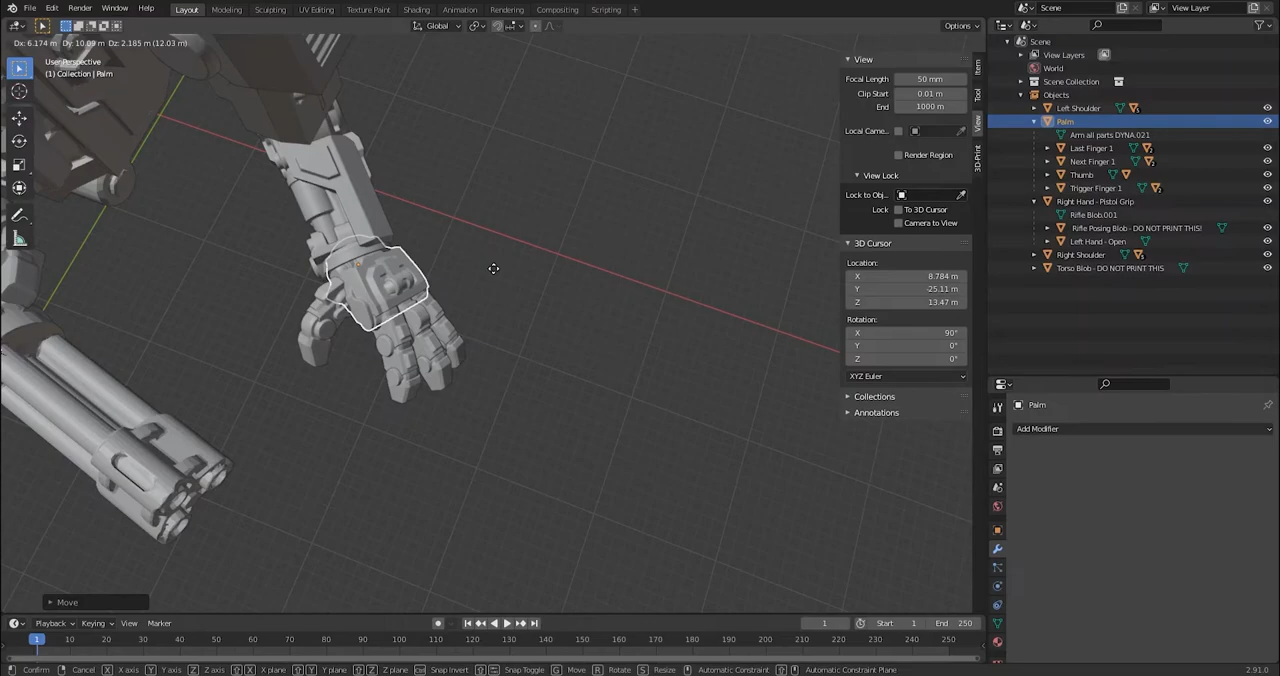 File Edit Render Window Help Layout Modeling Sculpting UV Editing Texture Paint Shading Animation Rendering Compositing Scripting + Scene View Layer
Global Options
Dx: 6.174 m Dy: 10.09 m Dz: 2.185 m (12.03 m)
User Perspective
(1) Collection | Palm
View
Focal Length 50 mm
Clip Start 0.01 m
End 1000 m
Local Came..
Render Region
View Lock
Lock to Obj..
Lock To 3D Cursor
Camera to View
3D Cursor
Location:
X 8.784 m
Y -25.11 m
Z 13.47 m
Rotation:
X 90°
Y 0°
Z 0°
XYZ Euler
Collections
Annotations
Item
Tool
View
3D-Print
Scene
View Layers
World
Scene Collection
Objects
Left Shoulder
Palm
Arm all parts DYNA.021
Last Finger 1
Next Finger 1
Thumb
Trigger Finger 1
Right Hand - Pistol Grip
Rifle Blob.001
Rifle Posing Blob - DO NOT PRINT THIS!
Left Hand - Open
Right Shoulder
Torso Blob - DO NOT PRINT THIS
Palm
Add Modifier
Move
Playback Keying View Marker 1 Start 1 End 250
1 10 20 30 40 50 60 70 80 90 100 110 120 130 140 150 160 170 180 190 200 210 220 230 240 250
Confirm Cancel X X axis Y Y axis Z Z axis X X plane Y Y plane Z Z plane Snap Invert Snap Toggle G Move R Rotate S Resize Automatic Constraint Automatic Constraint Plane 2.91.0